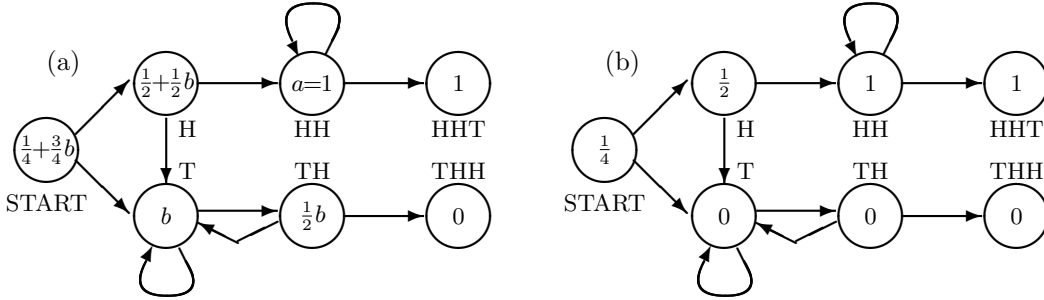 (a)
½+½b
a=1
1
H
HH
HHT
¼+¾b
START
T
TH
THH
b
½b
0
(b)
½
1
1
H
HH
HHT
¼
START
T
TH
THH
0
0
0